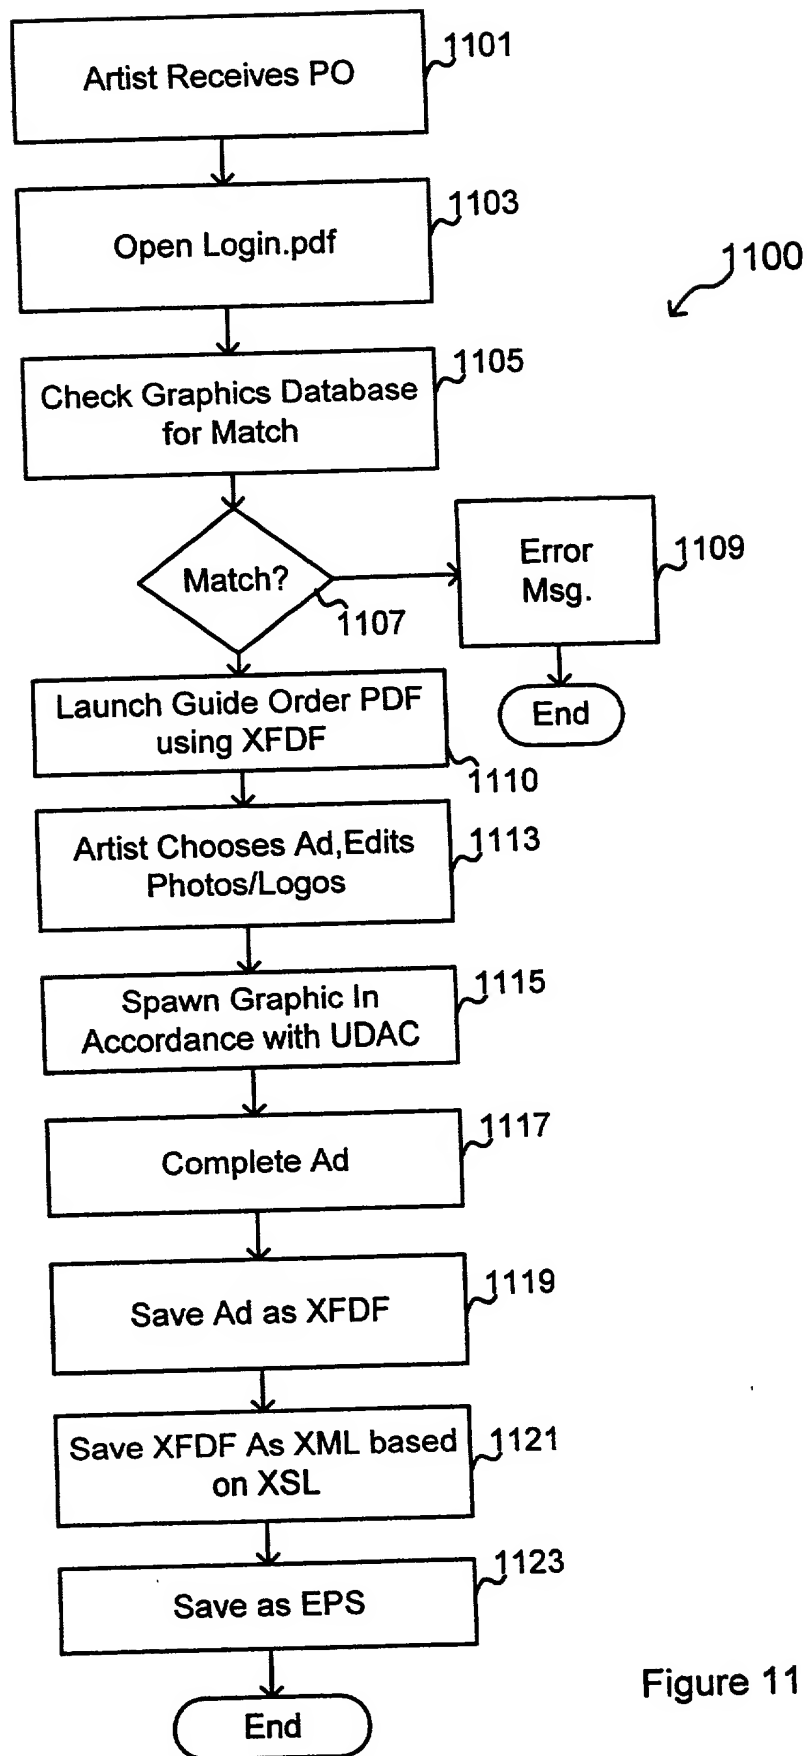 Artist Receives PO
1101
Open Login.pdf
1103
1100
Check Graphics Database
for Match
1105
Match?
1107
Error
Msg.
1109
End
Launch Guide Order PDF
using XFDF
1110
Artist Chooses Ad,Edits
Photos/Logos
1113
Spawn Graphic In
Accordance with UDAC
1115
Complete Ad
1117
Save Ad as XFDF
1119
Save XFDF As XML based
on XSL
1121
Save as EPS
1123
End
Figure 11